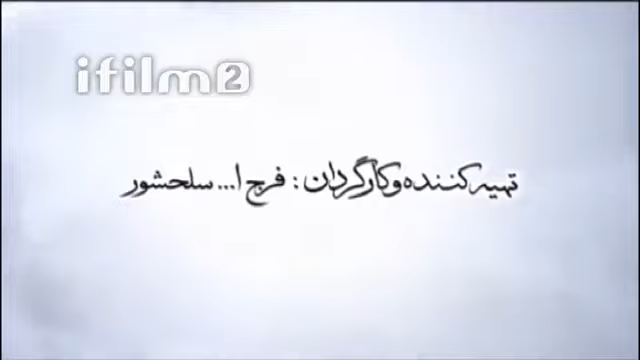 ifilm2
تهیه کننده و کارگردان : فرج ا... سلحشور